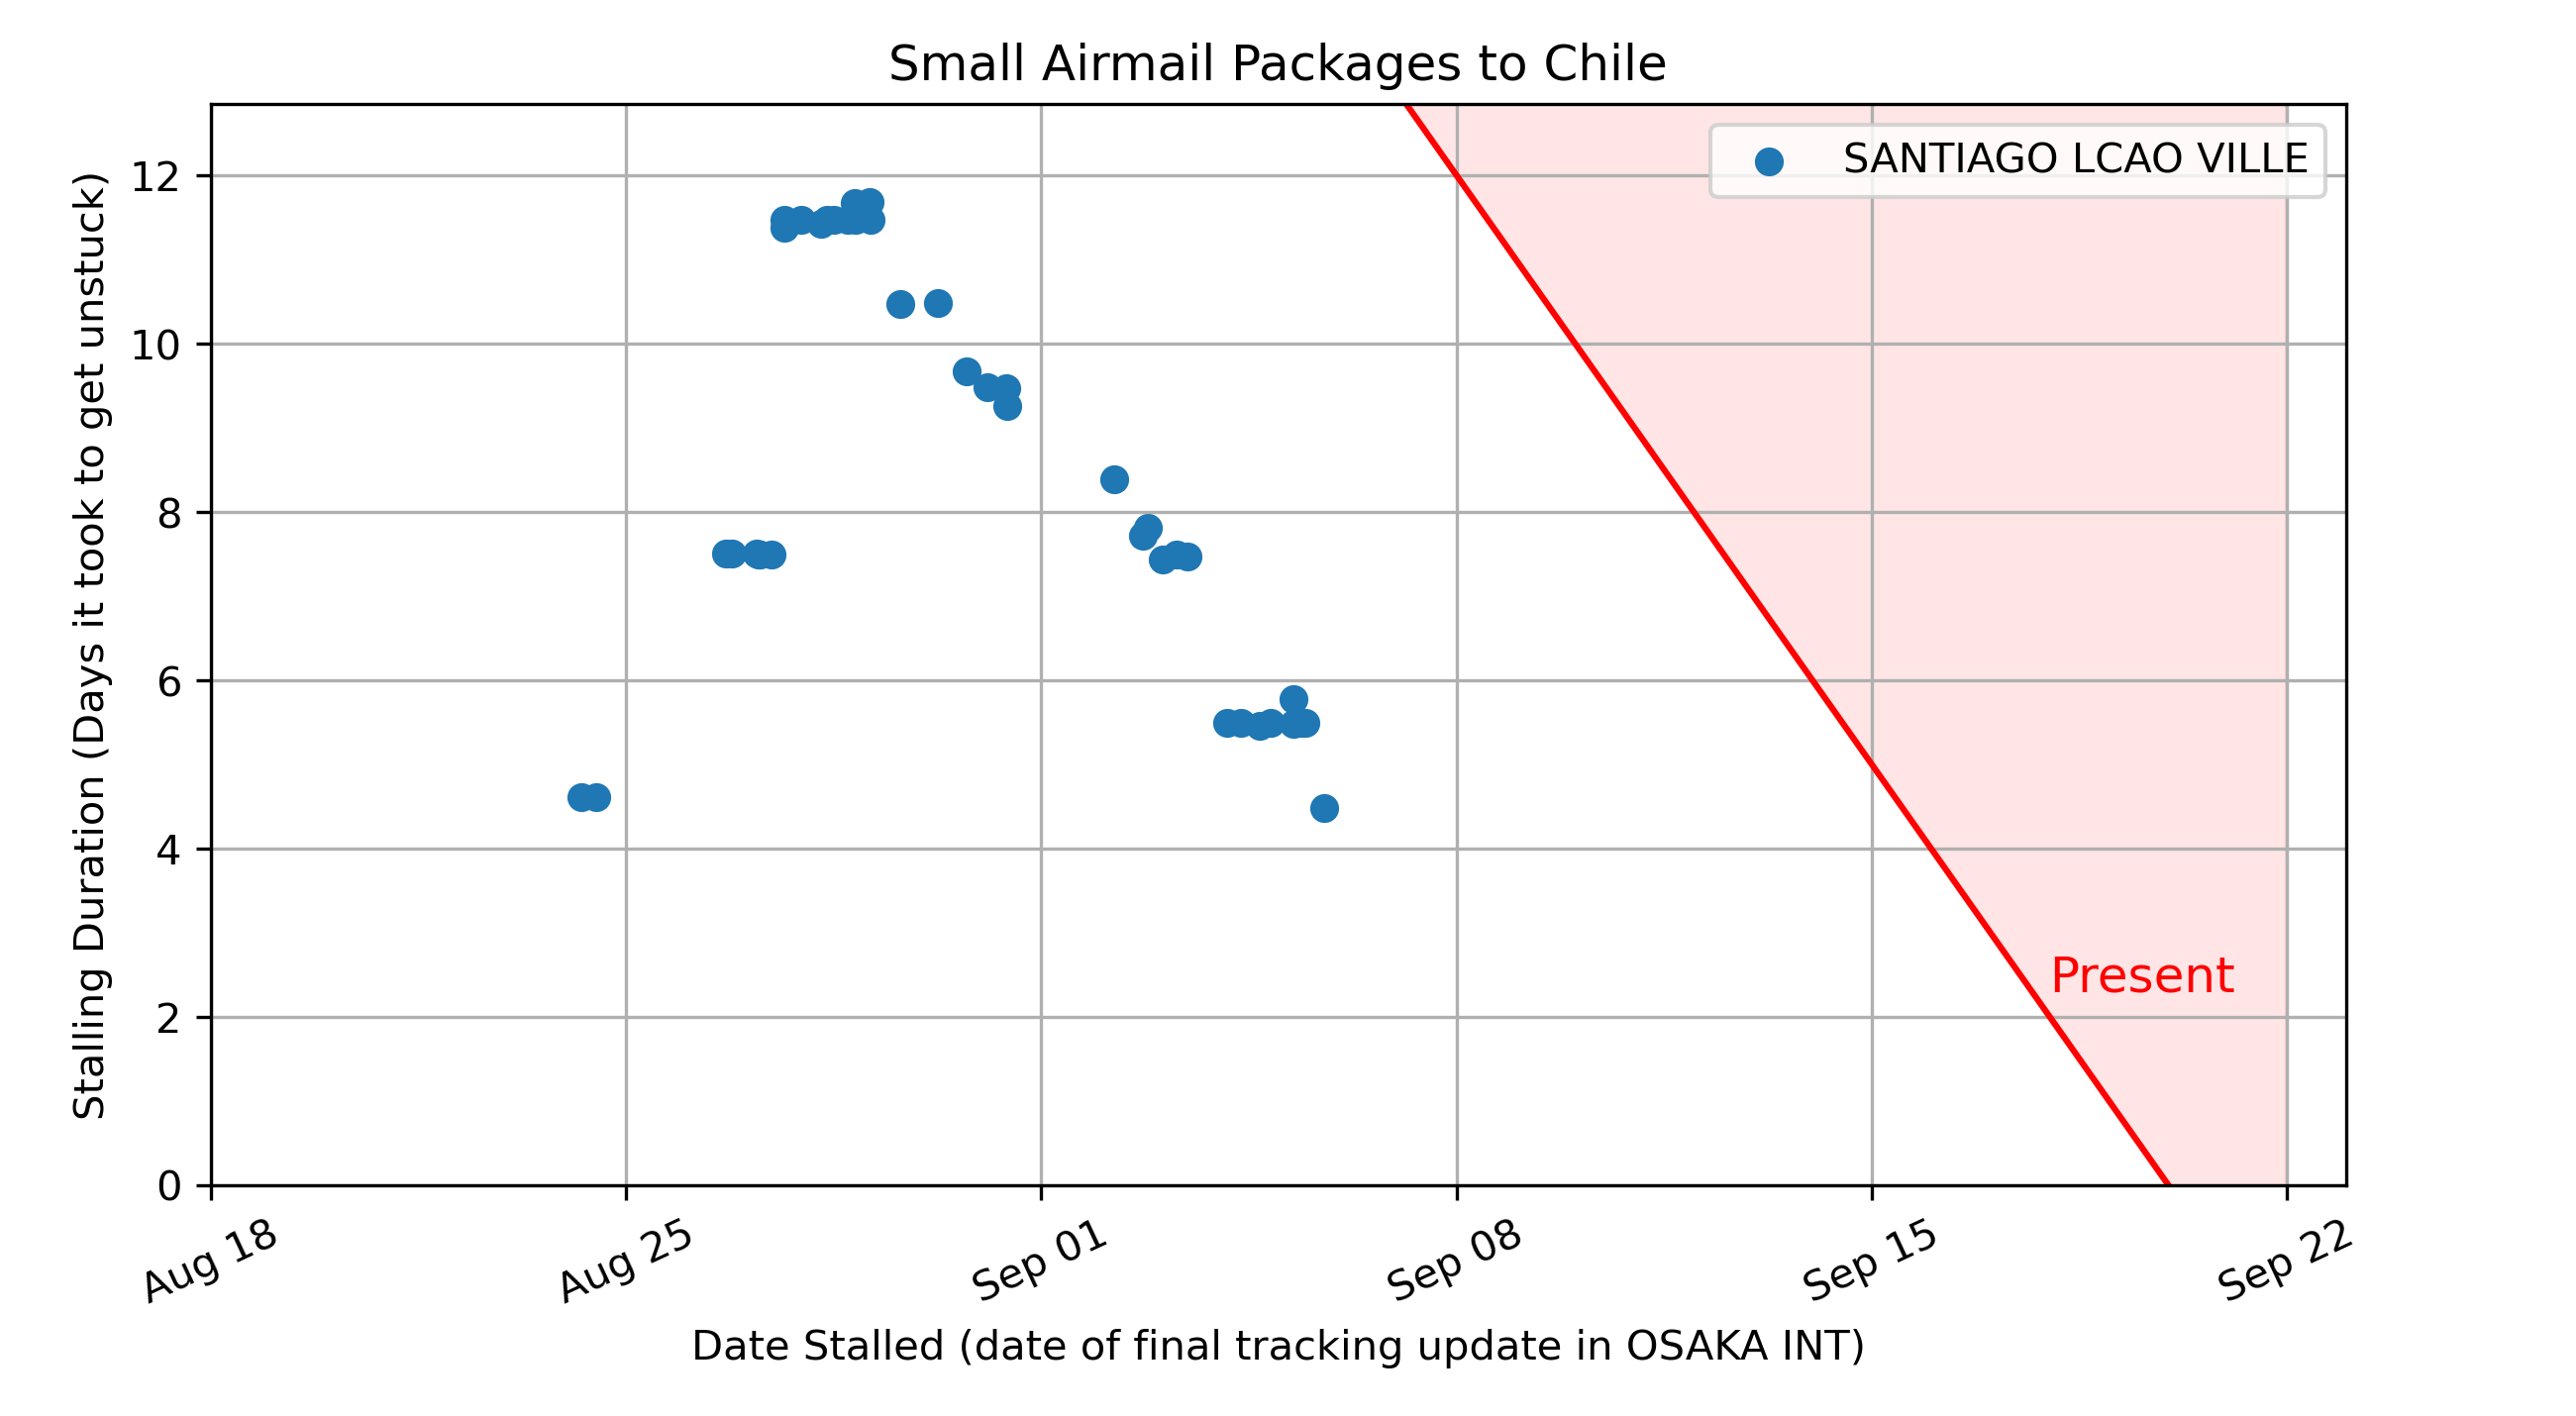 Small Airmail Packages to Chile
SANTIAGO LCAO VILLE
Stalling Duration (Days it took to get unstuck)
12
10
8
6
4
2
0
Present
Aug 18
Aug 25
Sep 01
Sep 08
Sep 15
Sep 22
Date Stalled (date of final tracking update in OSAKA INT)